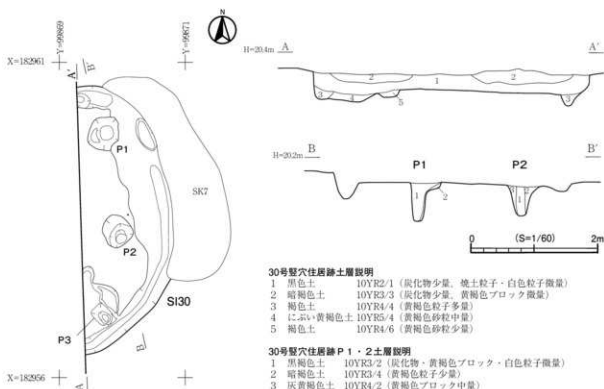 Y=99869
Y=99871
N
X=182961
A'
B'
P1
P2
SK7
SI30
P3
B
X=182956
A
H=20.4m A A'
2 1 2
3 4 5 3
H=20.2m B B'
P1 P2
1 2 1 2
0 (S=1/60) 2m
30号竪穴住居跡土層説明
1 黒色土 10YR2/1 (炭化物少量、焼土粒子・白色粒子微量)
2 暗褐色土 10YR3/3 (炭化物少量、黄褐色ブロック微量)
3 褐色土 10YR4/4 (黄褐色粒子多量)
4 にぶい黄褐色土 10YR5/4 (黄褐色砂粒中量)
5 褐色土 10YR4/6 (黄褐色砂粒少量)
30号竪穴住居跡P1・2土層説明
1 黒褐色土 10YR3/2 (炭化物・黄褐色ブロック・白色粒子微量)
2 暗褐色土 10YR3/4 (黄褐色粒子少量)
3 灰黄褐色土 10YR4/2 (黄褐色ブロック中量)